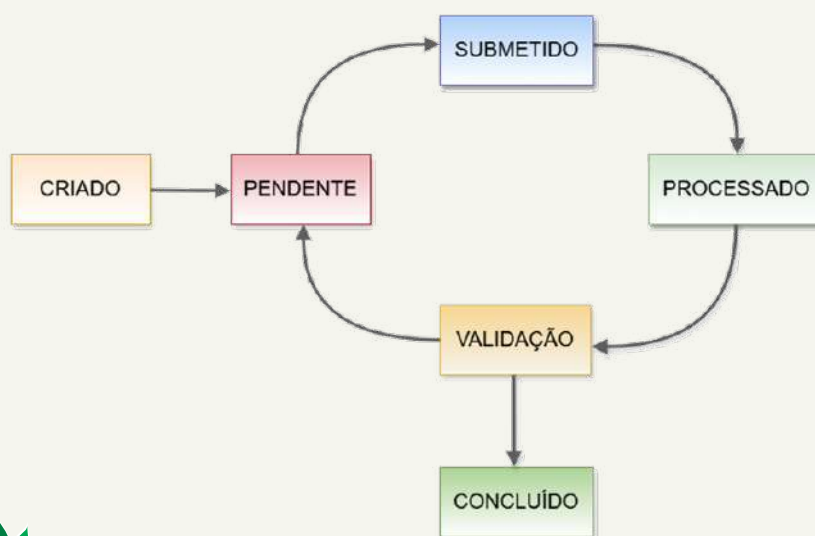 SUBMETIDO
CRIADO
PENDENTE
PROCESSADO
VALIDAÇÃO
CONCLUÍDO